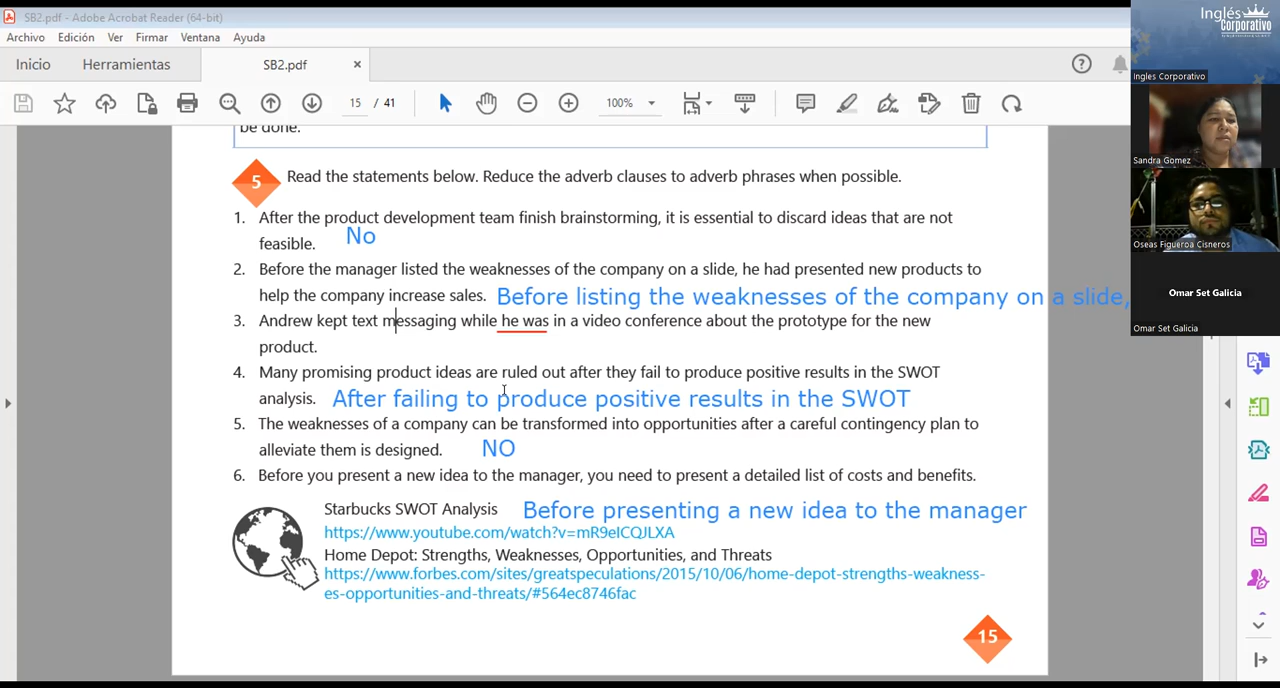 SB2.pdf - Adobe Acrobat Reader (64-bit)
Archivo Edición Ver Firmar Ventana Ayuda
Inicio Herramientas SB2.pdf ×
15 / 41 100%
be done.
5 Read the statements below. Reduce the adverb clauses to adverb phrases when possible.
1. After the product development team finish brainstorming, it is essential to discard ideas that are not
feasible. No
2. Before the manager listed the weaknesses of the company on a slide, he had presented new products to
help the company increase sales. Before listing the weaknesses of the company on a slide,
3. Andrew kept text messaging while he was in a video conference about the prototype for the new
product.
4. Many promising product ideas are ruled out after they fail to produce positive results in the SWOT
analysis. After failing to produce positive results in the SWOT
5. The weaknesses of a company can be transformed into opportunities after a careful contingency plan to
alleviate them is designed. NO
6. Before you present a new idea to the manager, you need to present a detailed list of costs and benefits.
Starbucks SWOT Analysis Before presenting a new idea to the manager
https://www.youtube.com/watch?v=mR9eICQJLXA
Home Depot: Strengths, Weaknesses, Opportunities, and Threats
https://www.forbes.com/sites/greatspeculations/2015/10/06/home-depot-strengths-weakness-
es-opportunities-and-threats/#564ec8746fac
15
Inglés
Corporativo
Ingles Corporativo
Sandra Gomez
Oseas Figueroa Cisneros
Omar Set Galicia
Omar Set Galicia